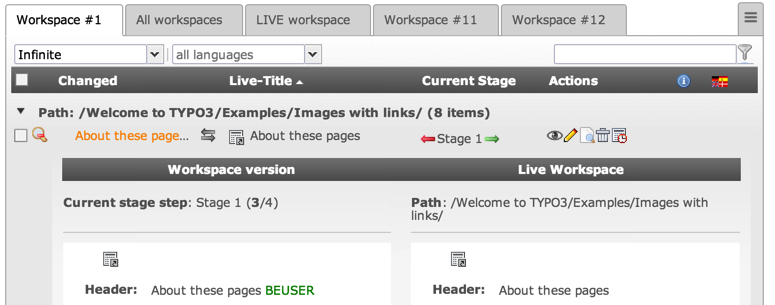 Workspace #1 All workspaces LIVE workspace Workspace #11 Workspace #12
Infinite all languages
Changed Live-Title Current Stage Actions
Path: /Welcome to TYPO3/Examples/Images with links/ (8 items)
About these page... About these pages Stage 1
Workspace version Live Workspace
Current stage step: Stage 1 (3/4) Path: /Welcome to TYPO3/Examples/Images with
links/
Header: About these pages BEUSER Header: About these pages